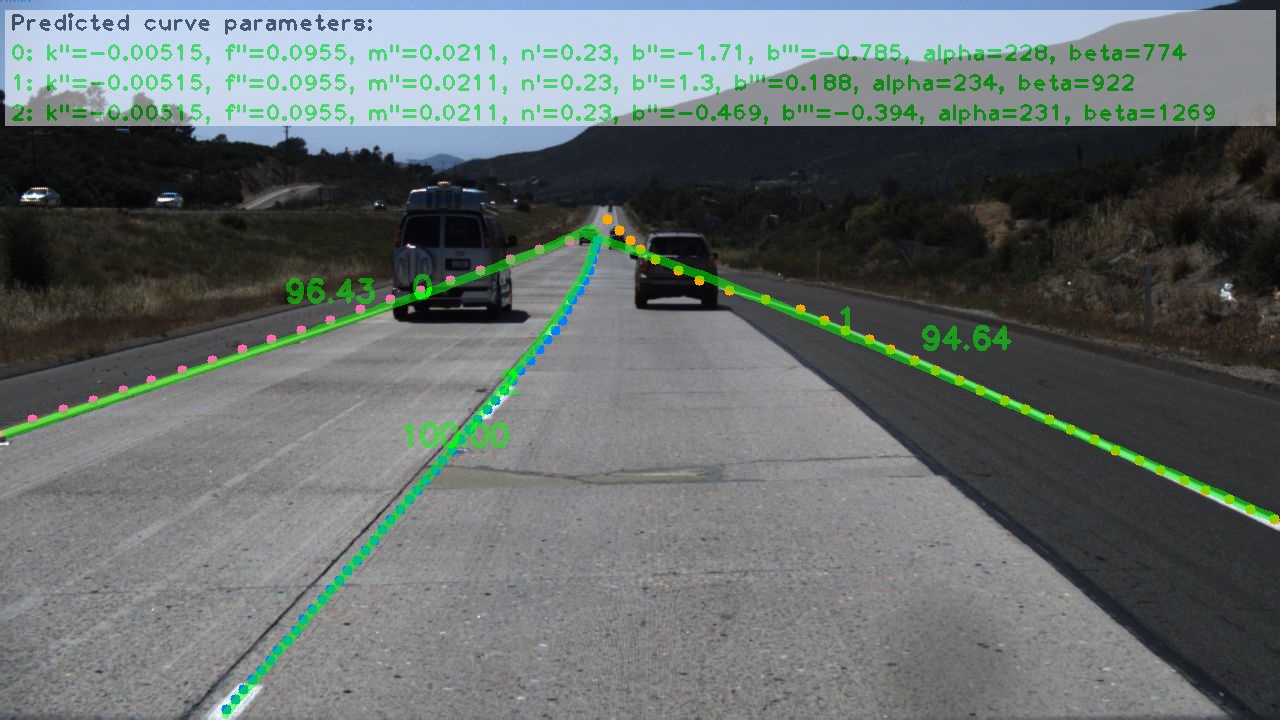 Predicted curve parameters:
0: k''=-0.00515, f''=0.0955, m''=0.0211, n'=0.23, b''=-1.71, b'''=-0.785, alpha=228, beta=774
1: k''=-0.00515, f''=0.0955, m''=0.0211, n'=0.23, b''=1.3, b'''=0.188, alpha=234, beta=922
2: k''=-0.00515, f''=0.0955, m''=0.0211, n'=0.23, b''=-0.469, b'''=-0.394, alpha=231, beta=1269
96.43 0
1
94.64
100.00